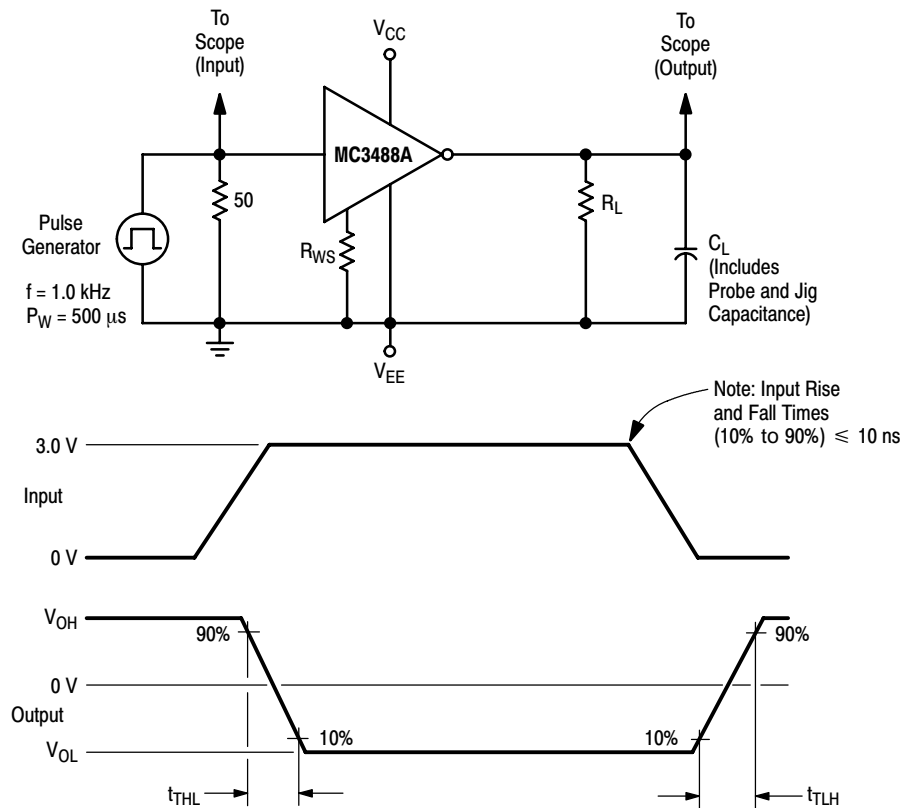 To
Scope
(Input)
V_CC
To
Scope
(Output)
MC3488A
50
R_L
Pulse
Generator
R_WS
C_L
(Includes
Probe and Jig
Capacitance)
f = 1.0 kHz
P_W = 500 μs
V_EE
Note: Input Rise
and Fall Times
(10% to 90%) ≤ 10 ns
3.0 V
Input
0 V
V_OH
90%
90%
0 V
Output
10%
10%
V_OL
t_THL
t_TLH